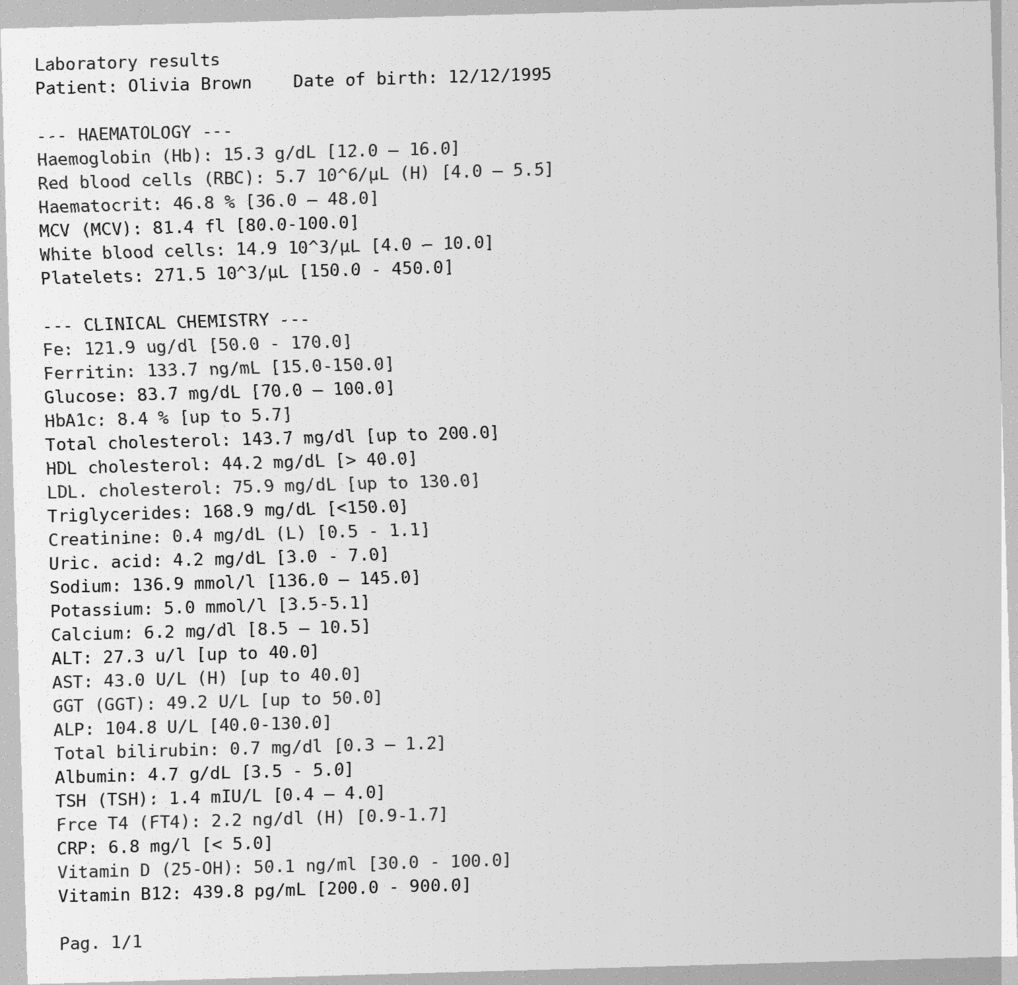 Laboratory results
Patient: Olivia Brown    Date of birth: 12/12/1995

--- HAEMATOLOGY ---
Haemoglobin (Hb): 15.3 g/dL [12.0 – 16.0]
Red blood cells (RBC): 5.7 10^6/µL (H) [4.0 – 5.5]
Haematocrit: 46.8 % [36.0 – 48.0]
MCV (MCV): 81.4 fl [80.0-100.0]
White blood cells: 14.9 10^3/µL [4.0 – 10.0]
Platelets: 271.5 10^3/µL [150.0 - 450.0]

--- CLINICAL CHEMISTRY ---
Fe: 121.9 ug/dl [50.0 - 170.0]
Ferritin: 133.7 ng/mL [15.0-150.0]
Glucose: 83.7 mg/dL [70.0 – 100.0]
HbA1c: 8.4 % [up to 5.7]
Total cholesterol: 143.7 mg/dl [up to 200.0]
HDL cholesterol: 44.2 mg/dL [> 40.0]
LDL. cholesterol: 75.9 mg/dL [up to 130.0]
Triglycerides: 168.9 mg/dL [<150.0]
Creatinine: 0.4 mg/dL (L) [0.5 - 1.1]
Uric. acid: 4.2 mg/dL [3.0 - 7.0]
Sodium: 136.9 mmol/l [136.0 – 145.0]
Potassium: 5.0 mmol/l [3.5-5.1]
Calcium: 6.2 mg/dl [8.5 – 10.5]
ALT: 27.3 u/l [up to 40.0]
AST: 43.0 U/L (H) [up to 40.0]
GGT (GGT): 49.2 U/L [up to 50.0]
ALP: 104.8 U/L [40.0-130.0]
Total bilirubin: 0.7 mg/dl [0.3 – 1.2]
Albumin: 4.7 g/dL [3.5 - 5.0]
TSH (TSH): 1.4 mIU/L [0.4 – 4.0]
Frce T4 (FT4): 2.2 ng/dl (H) [0.9-1.7]
CRP: 6.8 mg/l [< 5.0]
Vitamin D (25-OH): 50.1 ng/ml [30.0 - 100.0]
Vitamin B12: 439.8 pg/mL [200.0 - 900.0]

Pag. 1/1